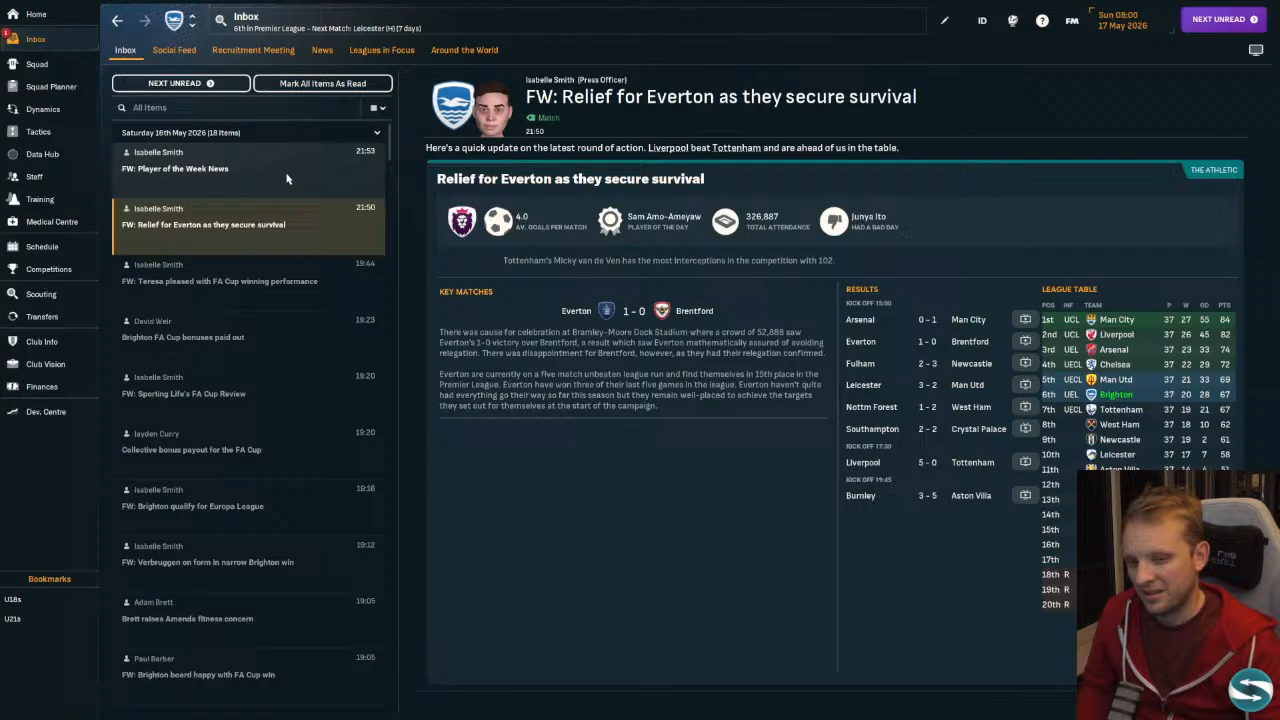 Home
Inbox
6th in Premier League - Next Match: Leicester (H) (7 days)
ID
FM
Sun 08:00
17 May 2026
NEXT UNREAD
1
Inbox
Inbox
Social Feed
Recruitment Meeting
News
Leagues in Focus
Around the World
Squad
Squad Planner
Dynamics
Tactics
Data Hub
Staff
Training
Medical Centre
Schedule
Competitions
Scouting
Transfers
Club Info
Club Vision
Finances
Dev. Centre
Bookmarks
U18s
U21s
NEXT UNREAD
Mark All Items As Read
All Items
Saturday 16th May 2026 (18 Items)
Isabelle Smith
21:53
FW: Player of the Week News
Isabelle Smith
21:50
FW: Relief for Everton as they secure survival
Isabelle Smith
19:44
FW: Teresa pleased with FA Cup winning performance
David Weir
19:23
Brighton FA Cup bonuses paid out
Isabelle Smith
19:20
FW: Sporting Life's FA Cup Review
Jayden Curry
19:20
Collective bonus payout for the FA Cup
Isabelle Smith
19:16
FW: Brighton qualify for Europa League
Isabelle Smith
19:12
FW: Verbruggen on form in narrow Brighton win
Adam Brett
19:05
Brett raises Amenda fitness concern
Paul Barber
19:05
FW: Brighton board happy with FA Cup win
Isabelle Smith (Press Officer)
FW: Relief for Everton as they secure survival
Match
21:50
Here's a quick update on the latest round of action. Liverpool beat Tottenham and are ahead of us in the table.
THE ATHLETIC
Relief for Everton as they secure survival
4.0
AV. GOALS PER MATCH
Sam Amo-Ameyaw
PLAYER OF THE DAY
326,887
TOTAL ATTENDANCE
Junya Ito
HAD A BAD DAY
Tottenham's Micky van de Ven has the most interceptions in the competition with 102.
KEY MATCHES
Everton 1 - 0 Brentford
There was cause for celebration at Bramley-Moore Dock Stadium where a crowd of 52,888 saw
Everton's 1-0 victory over Brentford, a result which saw Everton mathematically assured of avoiding
relegation. There was disappointment for Brentford, however, as they had their relegation confirmed.
Everton are currently on a five match unbeaten league run and find themselves in 15th place in the
Premier League. Everton have won three of their last five games in the league. Everton haven't quite
had everything go their way so far this season but they remain well-placed to achieve the targets
they set out for themselves at the start of the campaign.
RESULTS
KICK OFF 15:00
Arsenal 0 - 1 Man City
Everton 1 - 0 Brentford
Fulham 2 - 3 Newcastle
Leicester 3 - 2 Man Utd
Nottm Forest 1 - 2 West Ham
Southampton 2 - 2 Crystal Palace
KICK OFF 17:30
Liverpool 5 - 0 Tottenham
KICK OFF 19:45
Burnley 3 - 5 Aston Villa
LEAGUE TABLE
POS INF TEAM P W GD PTS
1st UCL Man City 37 27 55 84
2nd UCL Liverpool 37 26 45 82
3rd UEL Arsenal 37 23 33 74
4th UCL Chelsea 37 22 29 72
5th UEL Man Utd 37 21 33 69
6th UEL Brighton 37 20 28 67
7th UECL Tottenham 37 19 21 67
8th West Ham 37 18 10 62
9th Newcastle 37 19 2 61
10th Leicester 37 17 7 58
11th Aston Villa 37 14 4 51
12th
13th
14th
15th
16th
17th
18th R
19th R
20th R